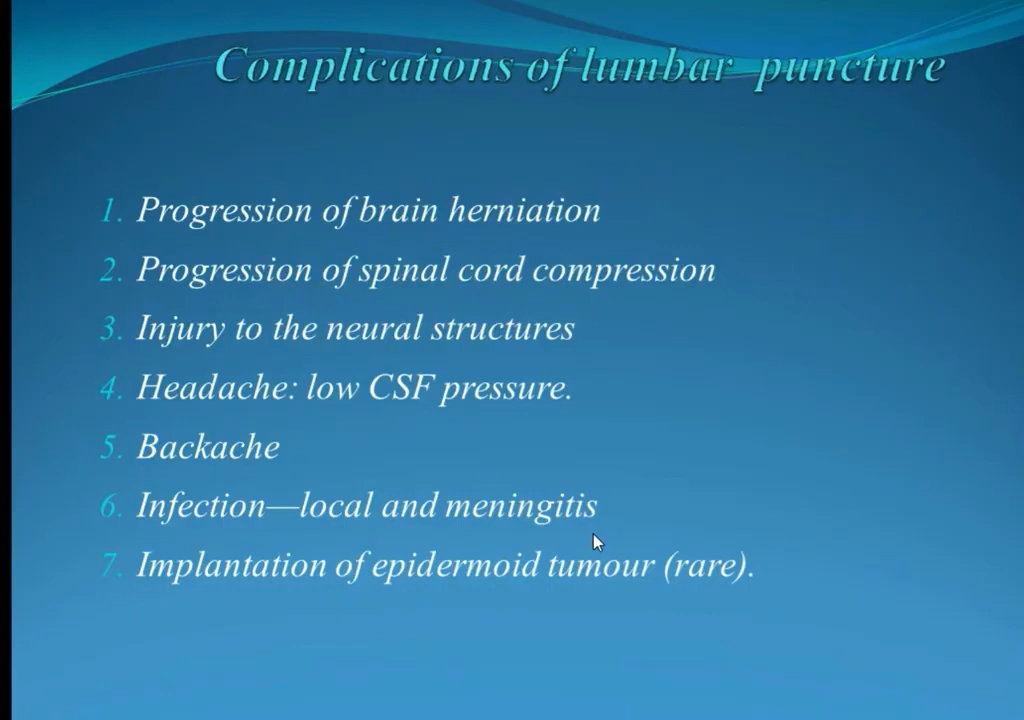 Complications of lumbar puncture
1. Progression of brain herniation
2. Progression of spinal cord compression
3. Injury to the neural structures
4. Headache: low CSF pressure.
5. Backache
6. Infection—local and meningitis
7. Implantation of epidermoid tumour (rare).